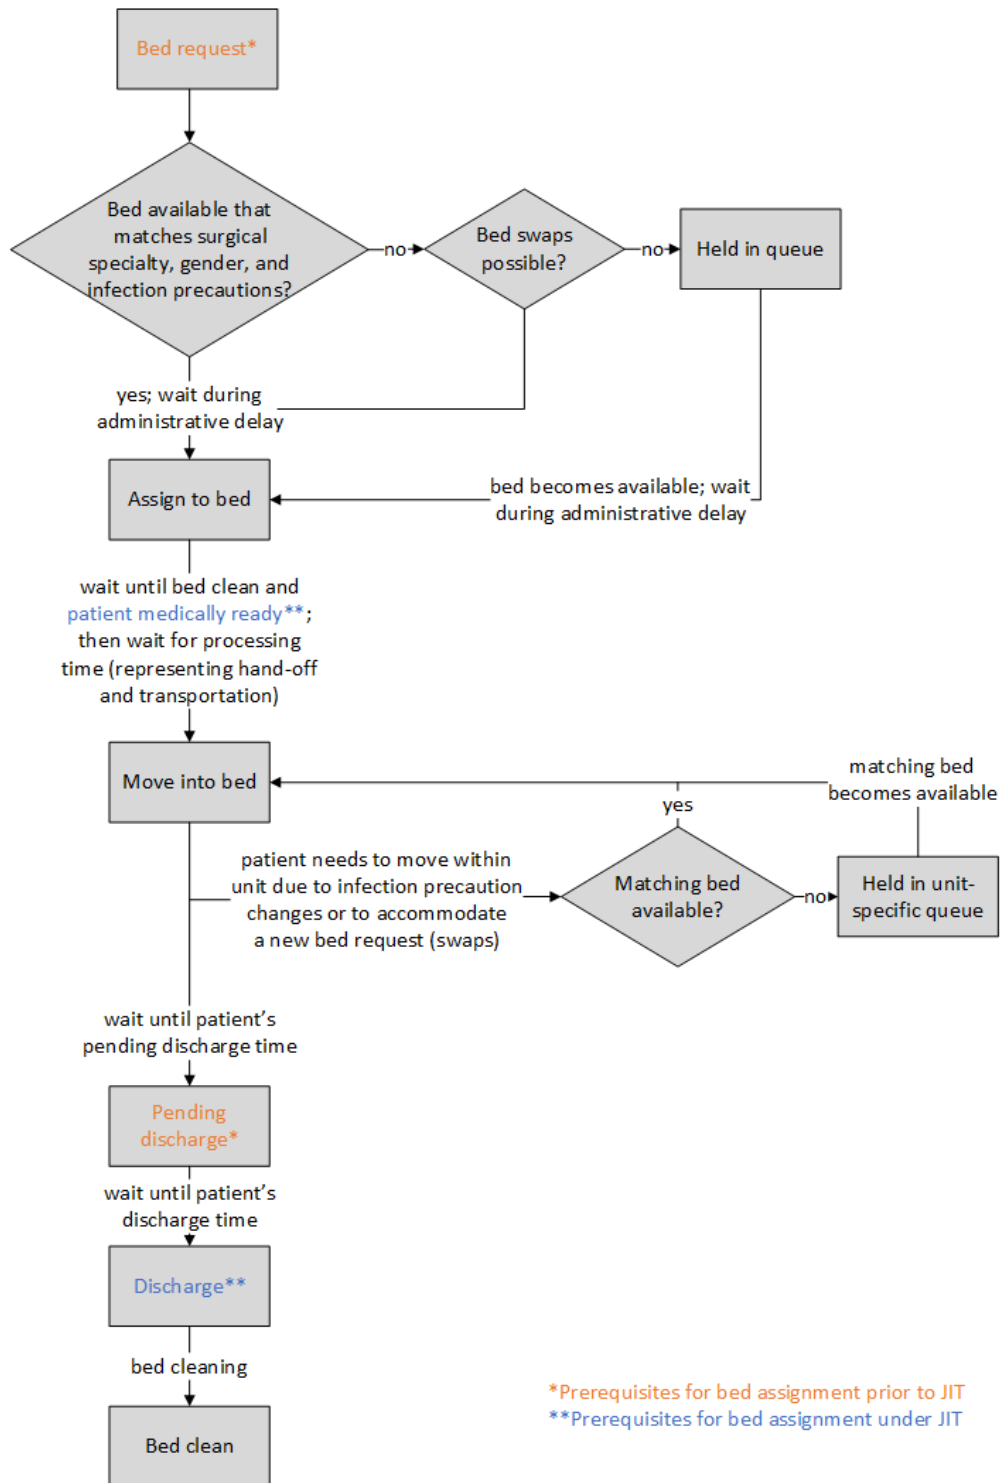 Bed request*
Bed available that
matches surgical
specialty, gender, and
infection precautions?
no
Bed swaps
possible?
no
Held in queue
yes; wait during
administrative delay
Assign to bed
bed becomes available; wait
during administrative delay
wait until bed clean and
patient medically ready**;
then wait for processing
time (representing hand-off
and transportation)
Move into bed
matching bed
becomes available
yes
patient needs to move within
unit due to infection precaution
changes or to accommodate
a new bed request (swaps)
Matching bed
available?
no
Held in unit-
specific queue
wait until patient’s
pending discharge time
Pending
discharge*
wait until patient’s
discharge time
Discharge**
bed cleaning
Bed clean
*Prerequisites for bed assignment prior to JIT
**Prerequisites for bed assignment under JIT